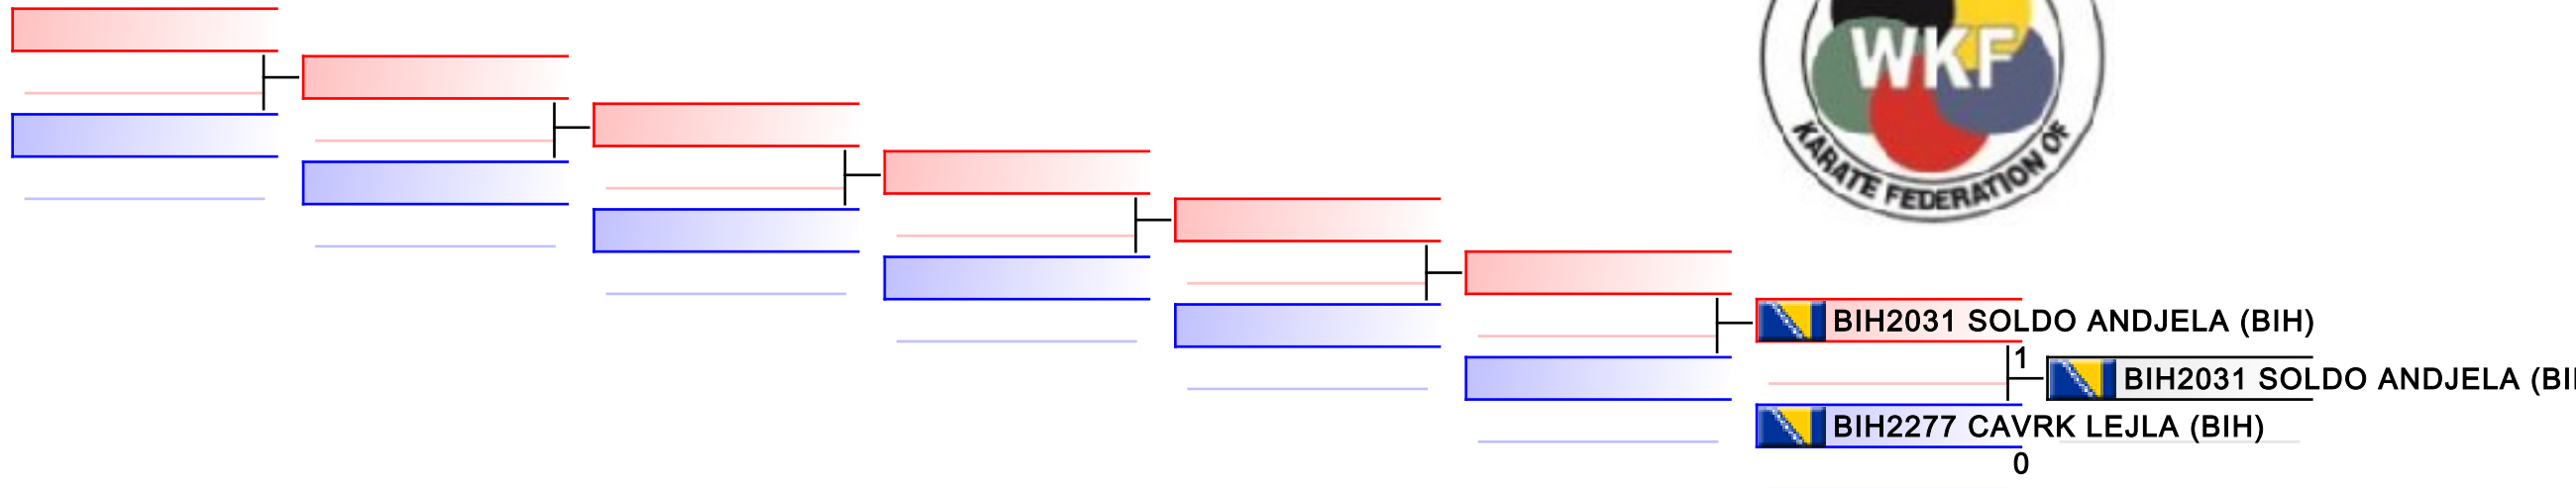 WKF
KARATE FEDERATION OF
BIH2031 SOLDO ANDJELA (BIH)
1
BIH2031 SOLDO ANDJELA (BI
BIH2277 CAVRK LEJLA (BIH)
0